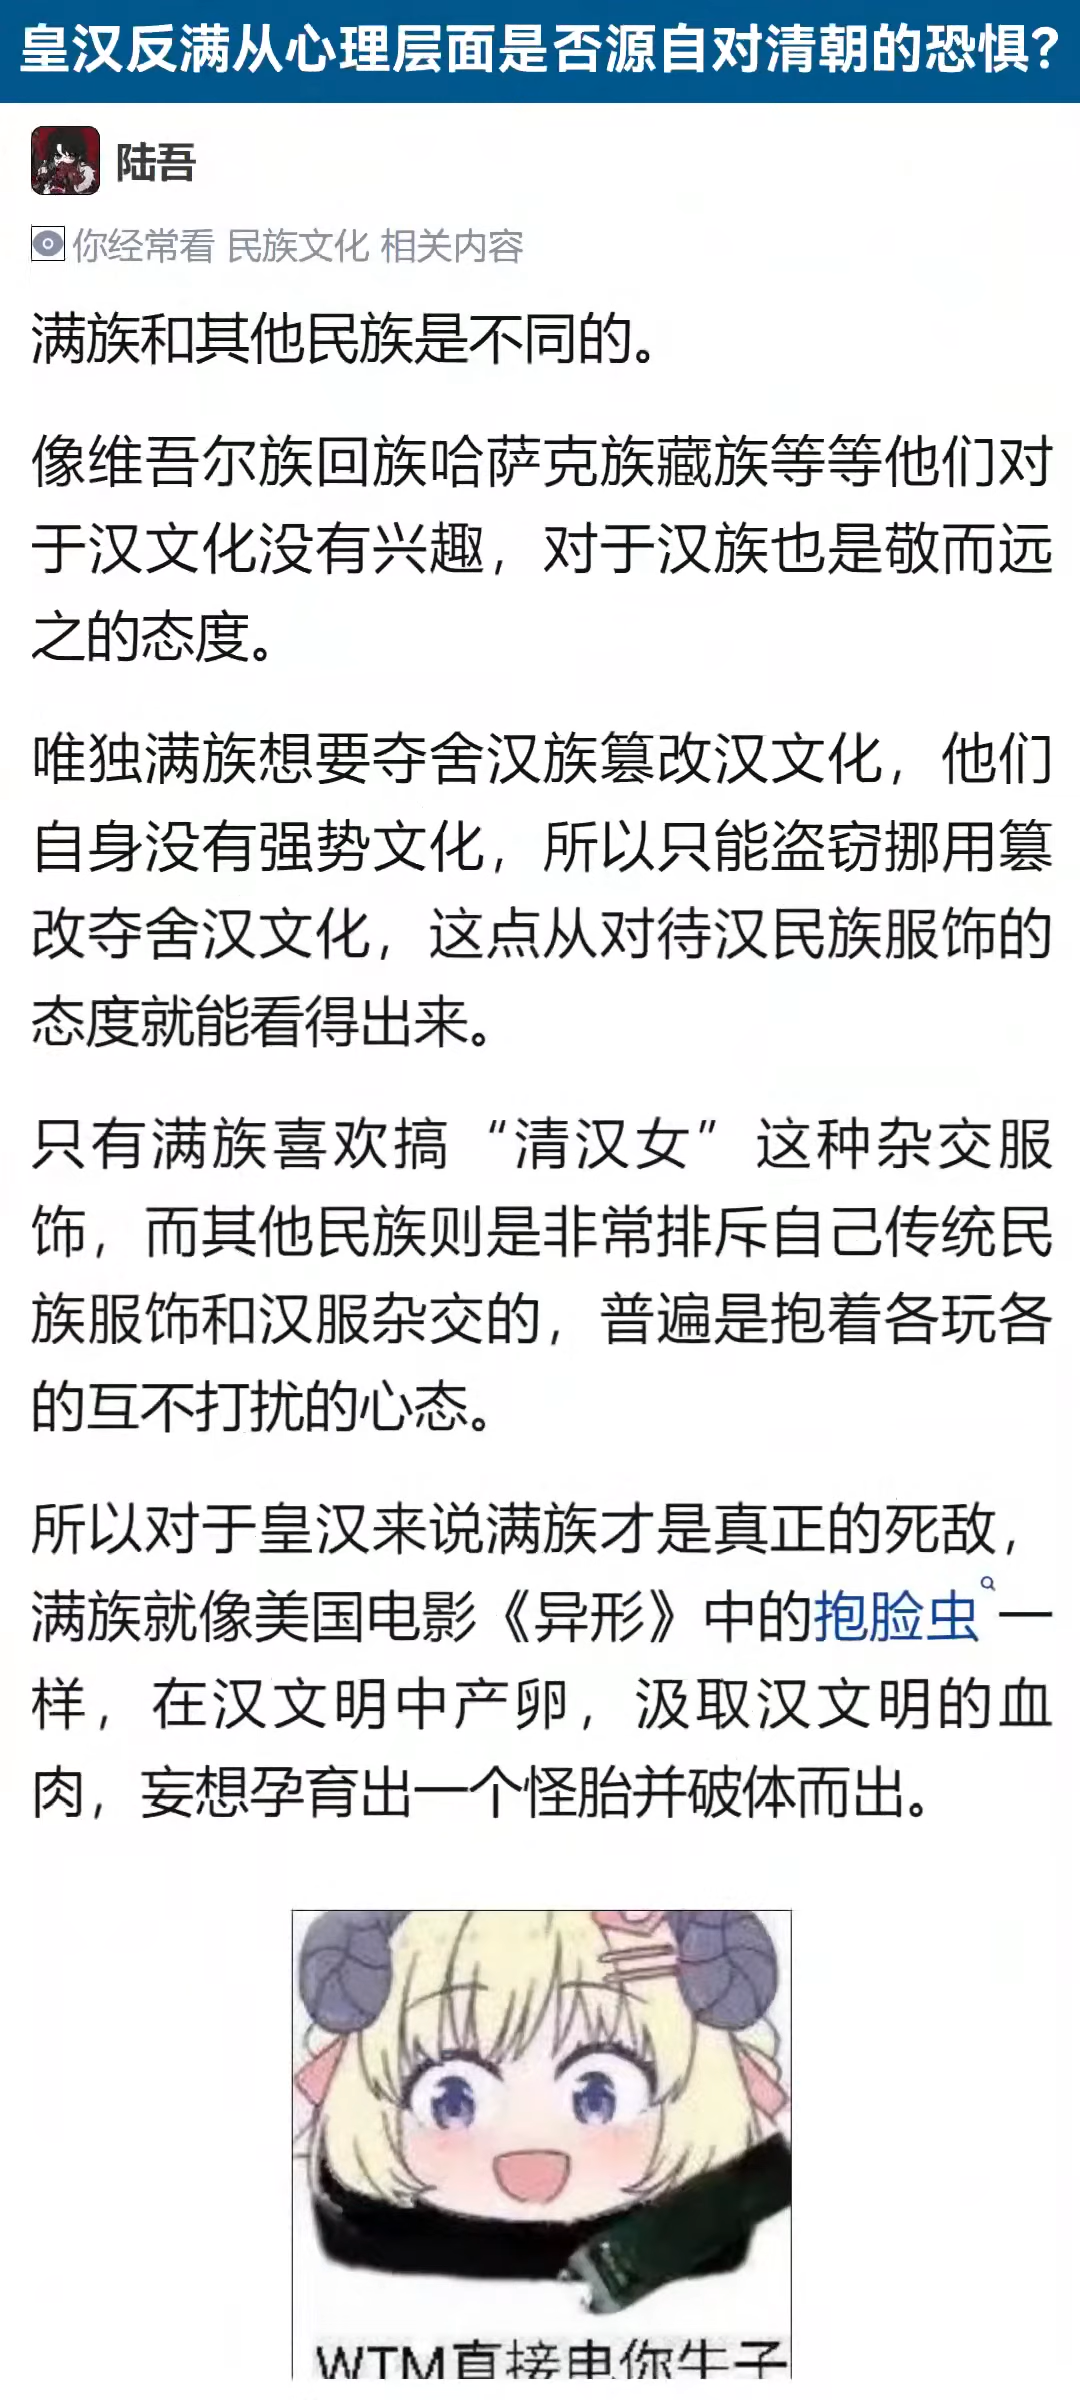 皇汉反满从心理层面是否源自对清朝的恐惧？
陆吾
你经常看 民族文化 相关内容
满族和其他民族是不同的。
像维吾尔族回族哈萨克族藏族等等他们对
于汉文化没有兴趣，对于汉族也是敬而远
之的态度。
唯独满族想要夺舍汉族篡改汉文化，他们
自身没有强势文化，所以只能盗窃挪用篡
改夺舍汉文化，这点从对待汉民族服饰的
态度就能看得出来。
只有满族喜欢搞“清汉女”这种杂交服
饰，而其他民族则是非常排斥自己传统民
族服饰和汉服杂交的，普遍是抱着各玩各
的互不打扰的心态。
所以对于皇汉来说满族才是真正的死敌，
满族就像美国电影《异形》中的抱脸虫一
样，在汉文明中产卵，汲取汉文明的血
肉，妄想孕育出一个怪胎并破体而出。
WTM直接电你牛子